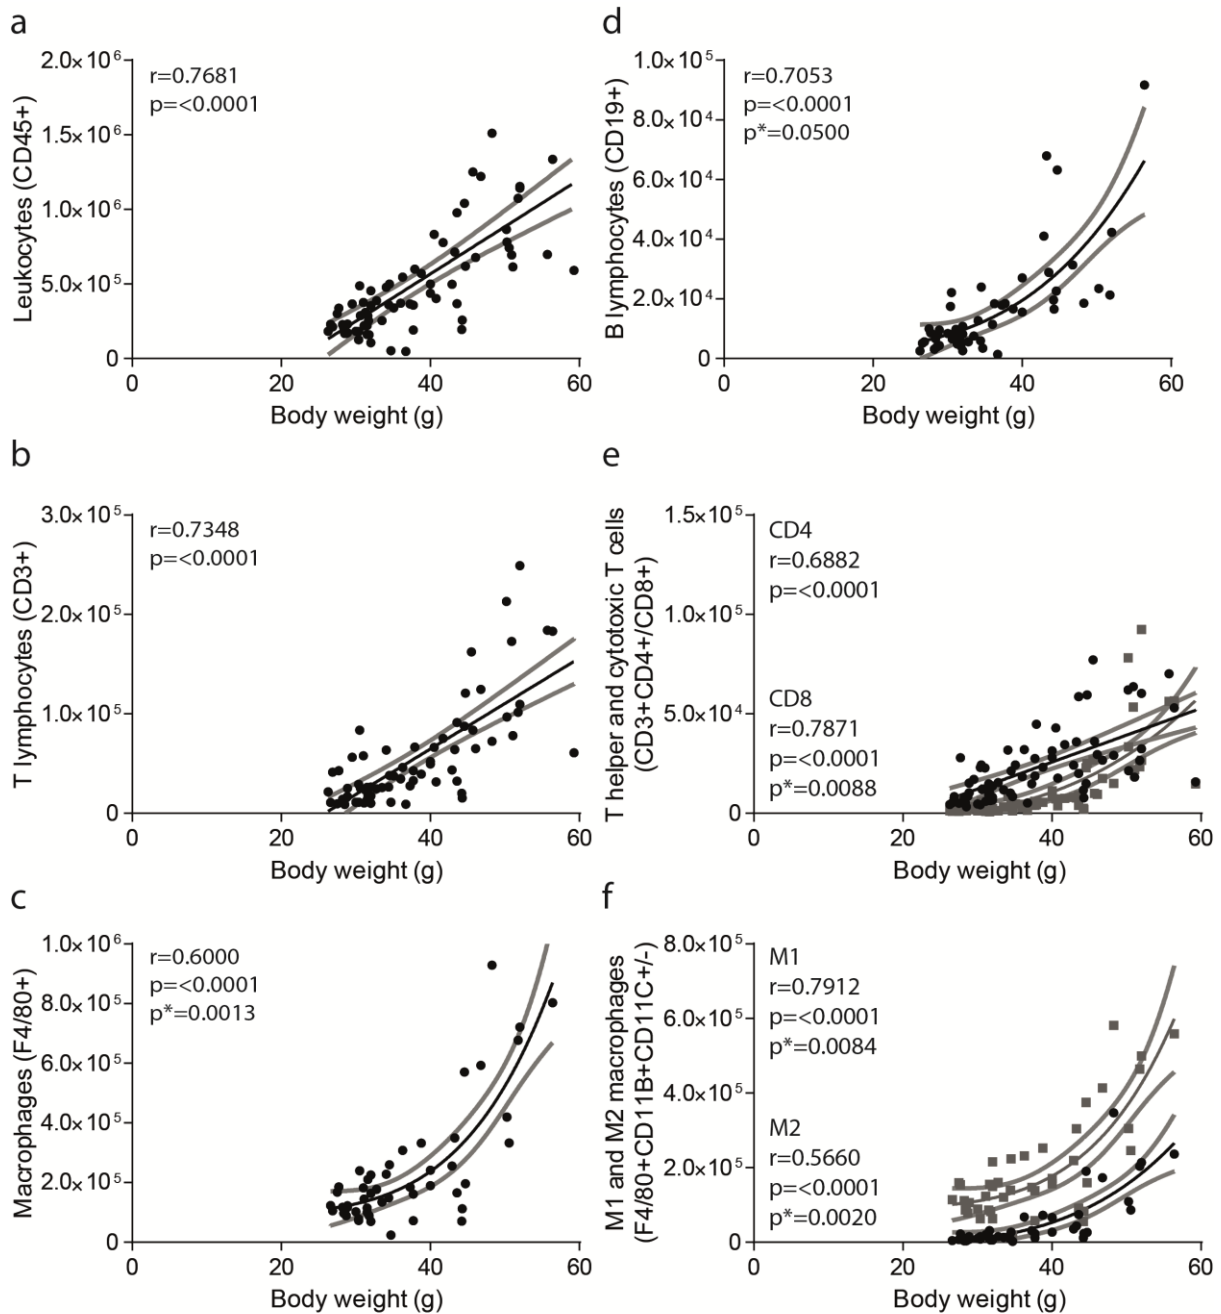 a
Leukocytes (CD45+)
2.0×10⁶
1.5×10⁶
1.0×10⁶
5.0×10⁵
0
r=0.7681
p=<0.0001
0 20 40 60
Body weight (g)
d
B lymphocytes (CD19+)
1.0×10⁵
8.0×10⁴
6.0×10⁴
4.0×10⁴
2.0×10⁴
0
r=0.7053
p=<0.0001
p*=0.0500
0 20 40 60
Body weight (g)
b
T lymphocytes (CD3+)
3.0×10⁵
2.0×10⁵
1.0×10⁵
0
r=0.7348
p=<0.0001
0 20 40 60
Body weight (g)
e
T helper and cytotoxic T cells
(CD3+CD4+/CD8+)
1.5×10⁵
1.0×10⁵
5.0×10⁴
0
CD4
r=0.6882
p=<0.0001
CD8
r=0.7871
p=<0.0001
p*=0.0088
0 20 40 60
Body weight (g)
c
Macrophages (F4/80+)
1.0×10⁶
8.0×10⁵
6.0×10⁵
4.0×10⁵
2.0×10⁵
0
r=0.6000
p=<0.0001
p*=0.0013
0 20 40 60
Body weight (g)
f
M1 and M2 macrophages
(F4/80+CD11B+CD11C+/-)
8.0×10⁵
6.0×10⁵
4.0×10⁵
2.0×10⁵
0
M1
r=0.7912
p=<0.0001
p*=0.0084
M2
r=0.5660
p=<0.0001
p*=0.0020
0 20 40 60
Body weight (g)